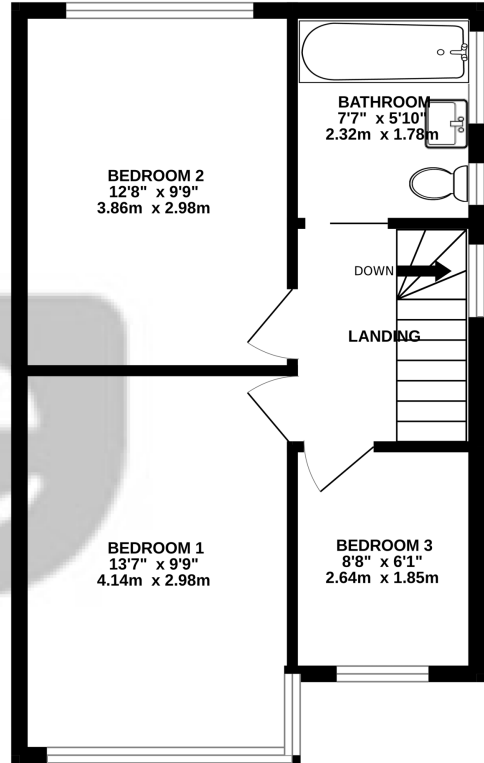 BATHROOM
7'7" x 5'10"
2.32m x 1.78m
BEDROOM 2
12'8" x 9'9"
3.86m x 2.98m
DOWN
LANDING
BEDROOM 1
13'7" x 9'9"
4.14m x 2.98m
BEDROOM 3
8'8" x 6'1"
2.64m x 1.85m